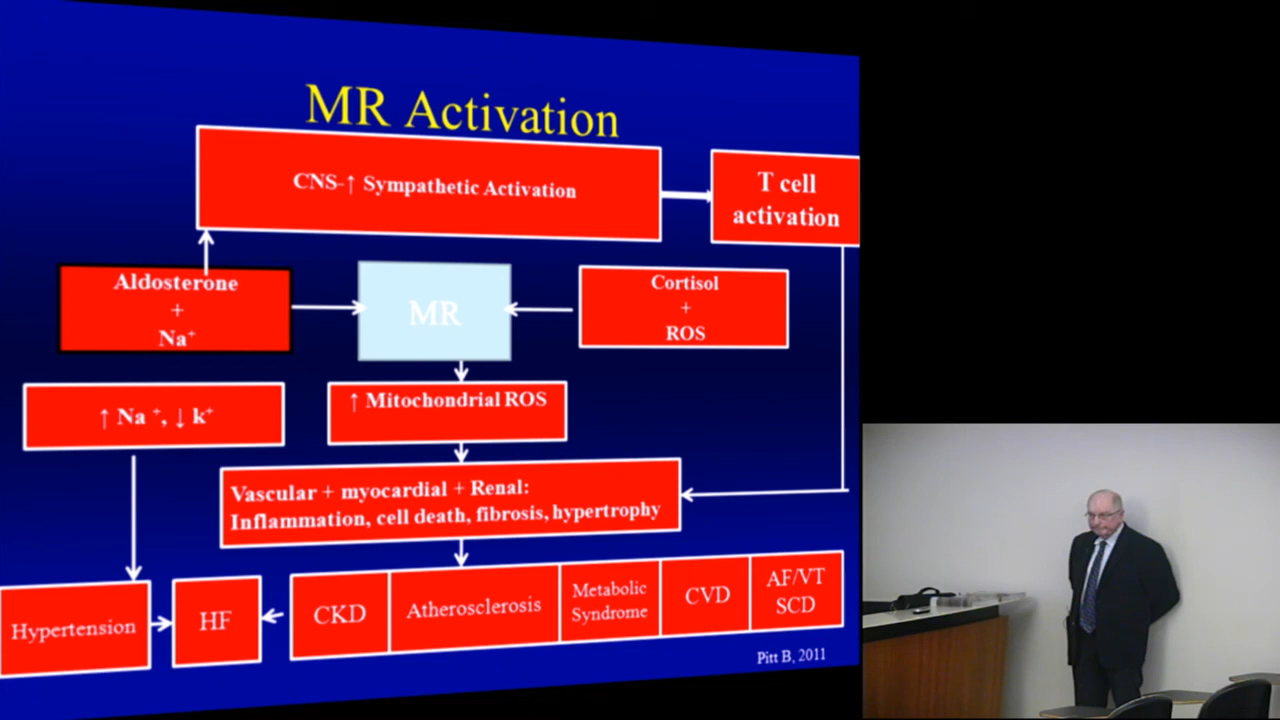 MR Activation
CNS-↑ Sympathetic Activation
T cell
activation
Aldosterone
+
Na⁺
MR
Cortisol
+
ROS
↑ Na ⁺, ↓ k⁺
↑ Mitochondrial ROS
Vascular + myocardial + Renal:
Inflammation, cell death, fibrosis, hypertrophy
Hypertension
HF
CKD
Atherosclerosis
Metabolic
Syndrome
CVD
AF/VT
SCD
Pitt B, 2011